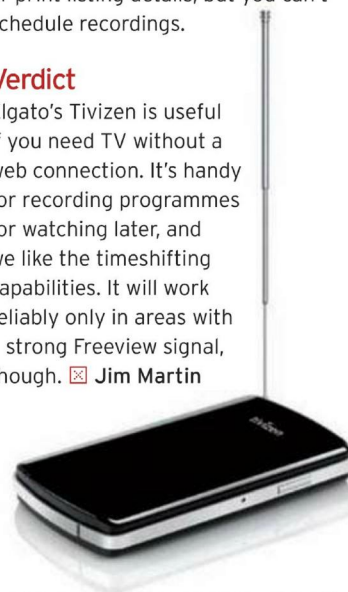 r print listing details, but you can't
chedule recordings.
Verdict
lgato's Tivizen is useful
f you need TV without a
web connection. It's handy
or recording programmes
or watching later, and
we like the timeshifting
apabilities. It will work
eliably only in areas with
strong Freeview signal,
hough. Jim Martin
tivizen